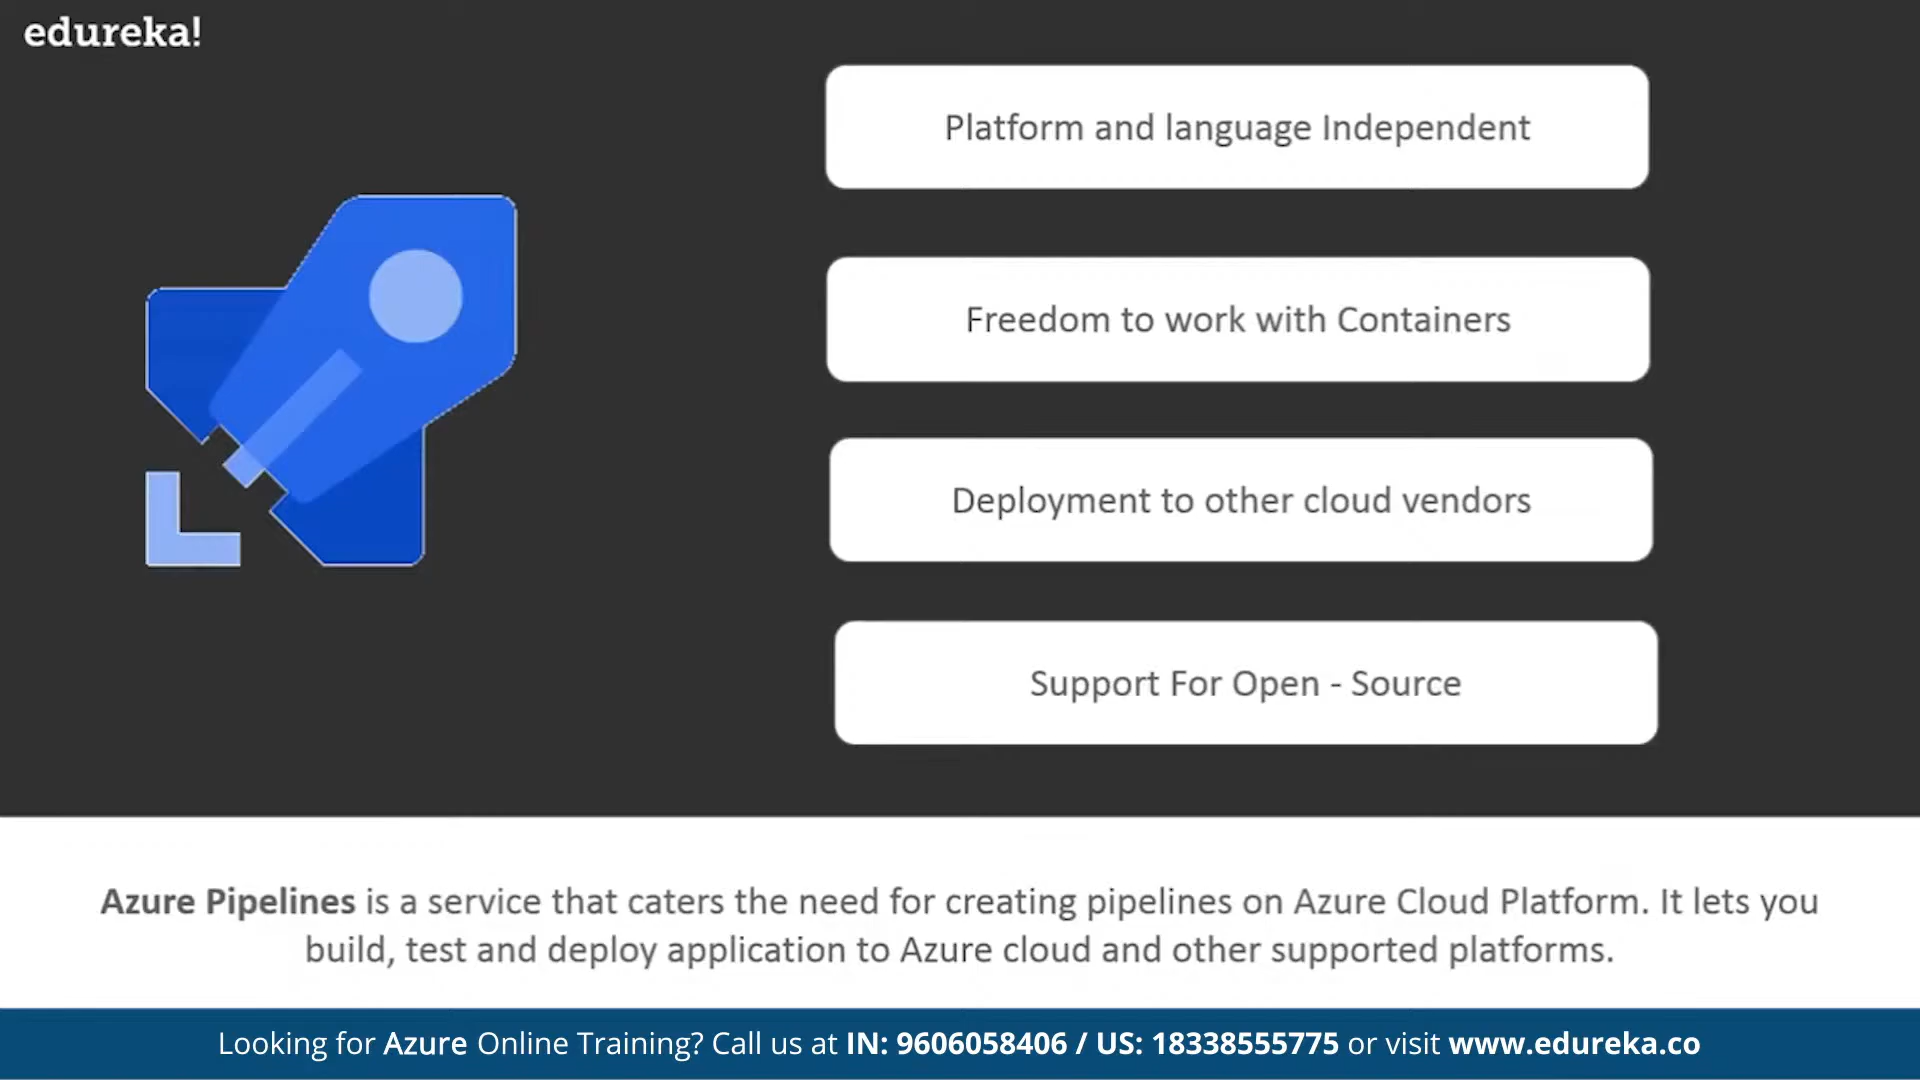 edureka!
Platform and language Independent
Freedom to work with Containers
Deployment to other cloud vendors
Support For Open - Source
Azure Pipelines is a service that caters the need for creating pipelines on Azure Cloud Platform. It lets you
build, test and deploy application to Azure cloud and other supported platforms.
Looking for Azure Online Training? Call us at IN: 9606058406 / US: 18338555775 or visit www.edureka.co